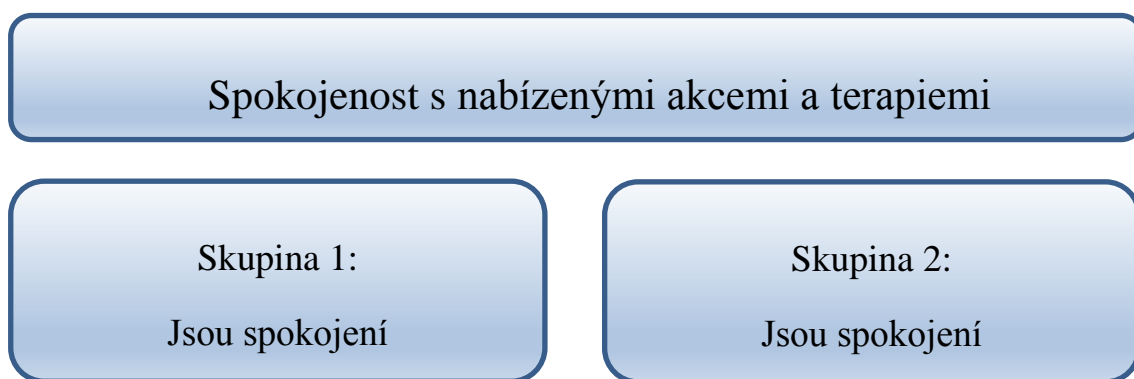 Spokojenost s nabízenými akcemi a terapiemi
Skupina 1:
Jsou spokojení
Skupina 2:
Jsou spokojení